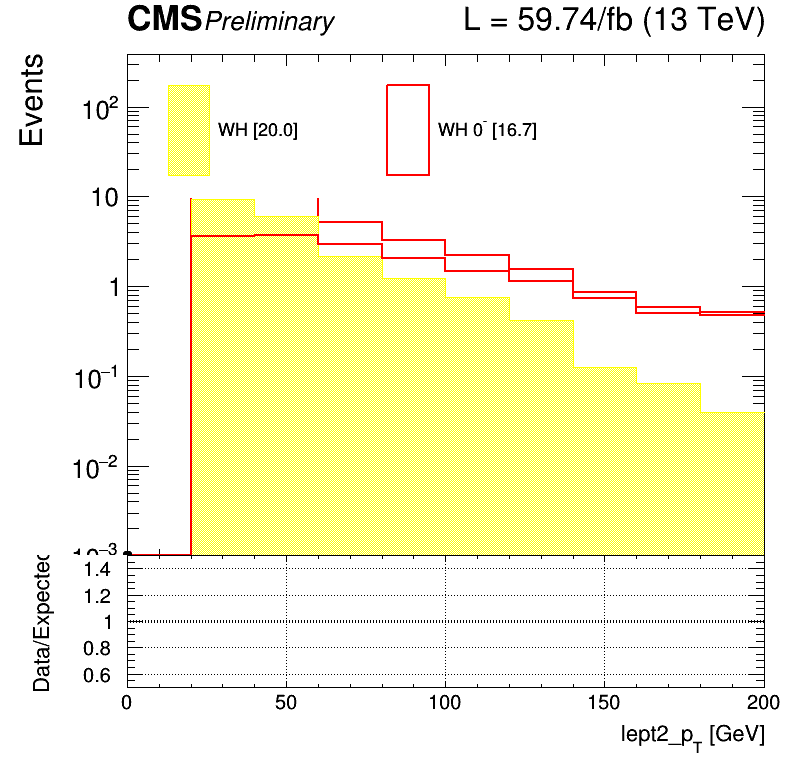 CMS Preliminary L = 59.74/fb (13 TeV)
Events
WH [20.0]
WH 0⁻ [16.7]
10²
10
1
10⁻¹
10⁻²
10⁻³
Data/Expected
1.4
1.2
1
0.8
0.6
0 50 100 150 200
lept2_p_T [GeV]